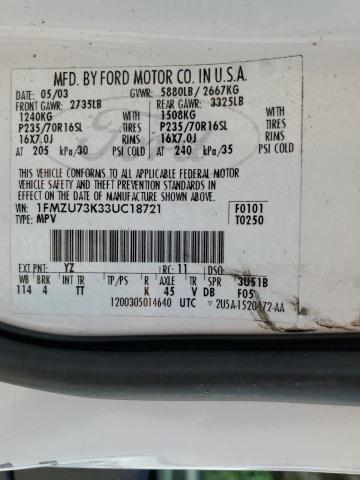 MFD. BY FORD MOTOR CO. IN U.S.A.
DATE: 05/03 GVWR: 5880LB/ 2667KG
FRONT GAWR: 2735LB REAR GAWR: 3325LB
1240KG 1508KG
P235/70R16SL TIRES P235/70R16SL TIRES
16X7.0J RIMS 16X7.0J RIMS
AT 205 kPa/30 PSI COLD AT 240 kPa/35 PSI COLD
THIS VEHICLE CONFORMS TO ALL APPLICABLE FEDERAL MOTOR
VEHICLE SAFETY AND THEFT PREVENTION STANDARDS IN
EFFECT ON THE DATE OF MANUFACTURE SHOWN ABOVE.
VIN: 1FMZU73K33UC18721 F0101
TYPE: MPV T0250
EXT PNT: YZ RC: 11 DSO:
WB BRK INT TR TP/PS R AXLE TR SPR 3U51B
114 4 TT K 45 V DB F05
1200305014640 UTC ▽ 2U5A-1520472-AA
Ford